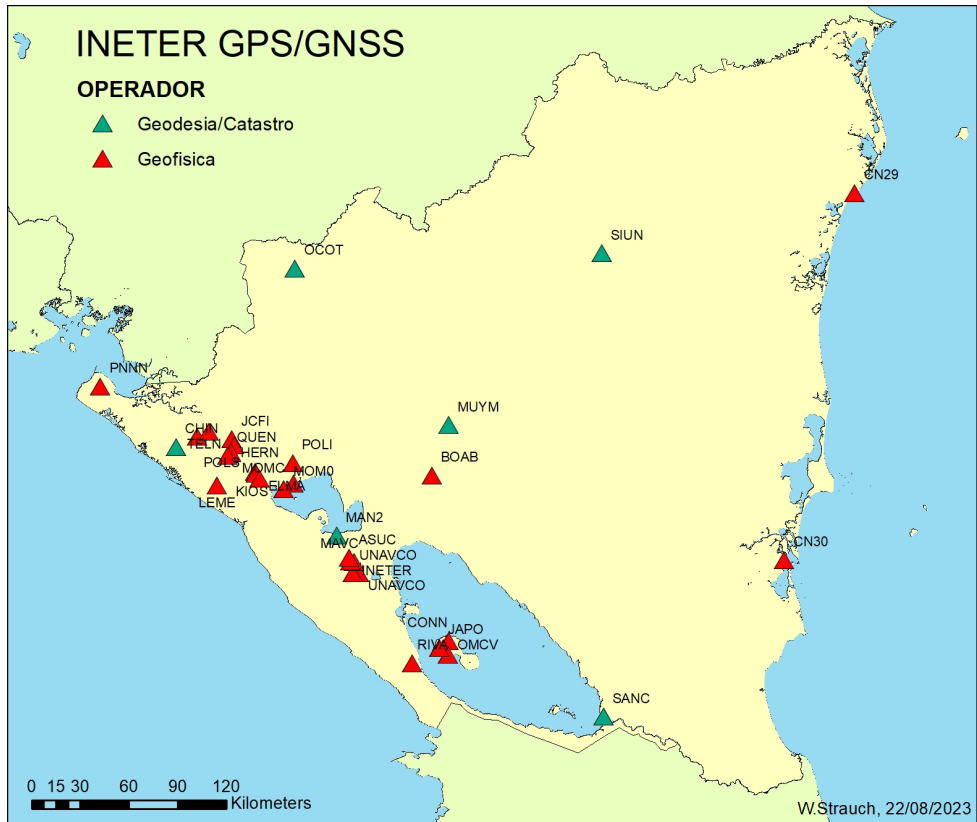 INETER GPS/GNSS
OPERADOR
Geodesia/Catastro
Geofisica
CN29
SIUN
OCOT
PNNN
MUYM
CHIN
JCFI
TELN
QUEN
HERN
POLS
MOMC
POLI
MOM0
BOAB
ELMA
KIOS
LEME
MAN2
ASUC
MAVC
UNAVCO
INETER
UNAVCO
CN30
CONN
JAPO
RIVA
OMCV
SANC
0 15 30 60 90 120
Kilometers
W.Strauch, 22/08/2023